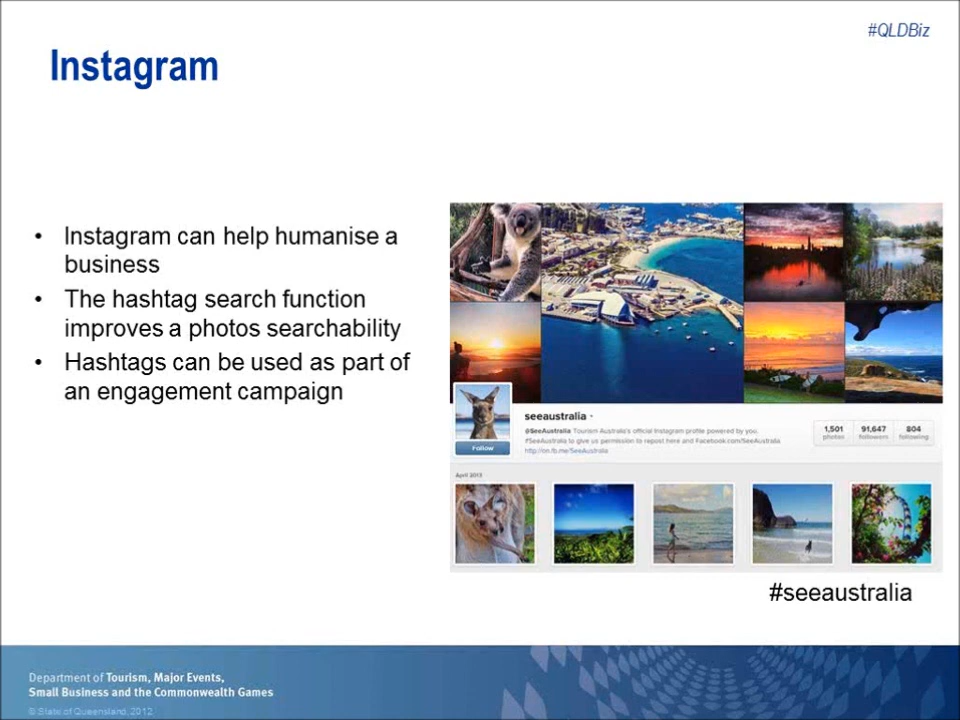 #QLDBiz
Instagram
• Instagram can help humanise a
business
• The hashtag search function
improves a photos searchability
• Hashtags can be used as part of
an engagement campaign
seeaustralia
@SeeAustralia Tourism Australia's official Instagram profile powered by you.
#SeeAustralia to give us permission to repost here and Facebook.com/SeeAustralia
http://on.fb.me/SeeAustralia
1,501 91,647 804
photos followers following
Follow
April 2013
#seeaustralia
Department of Tourism, Major Events,
Small Business and the Commonwealth Games
© State of Queensland, 2012